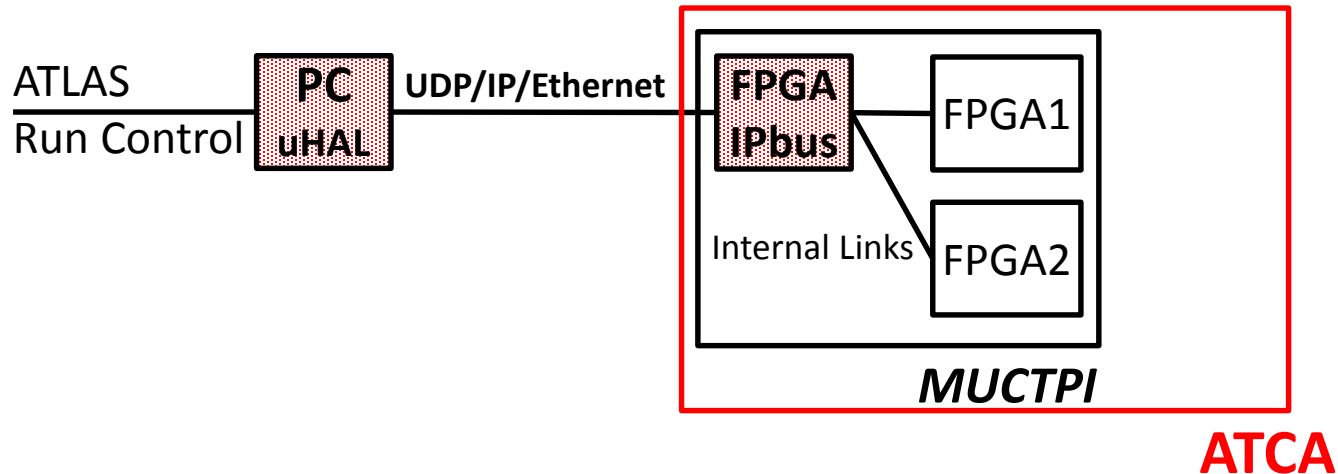 ATLAS
Run Control
PC
uHAL
UDP/IP/Ethernet
FPGA
IPbus
FPGA1
Internal Links
FPGA2
MUCTPI
ATCA